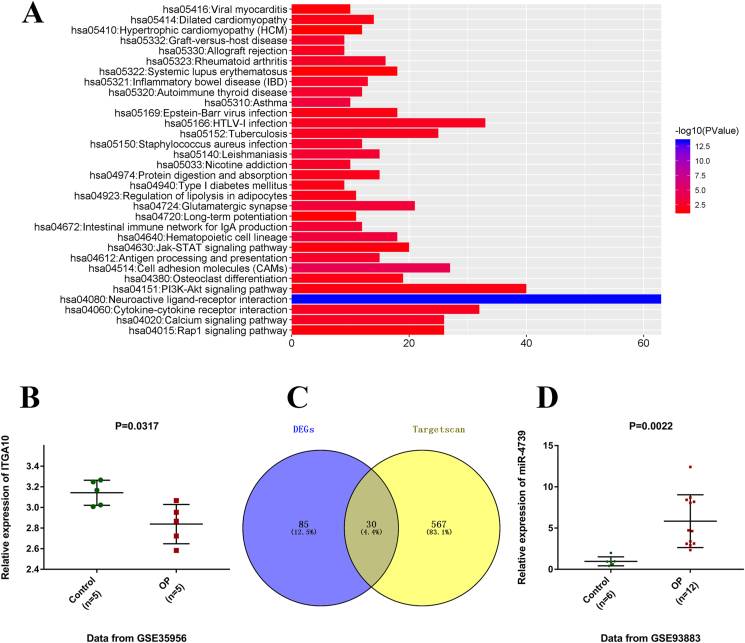 A
hsa05416:Viral myocarditis
hsa05414:Dilated cardiomyopathy
hsa05410:Hypertrophic cardiomyopathy (HCM)
hsa05332:Graft-versus-host disease
hsa05330:Allograft rejection
hsa05323:Rheumatoid arthritis
hsa05322:Systemic lupus erythematosus
hsa05321:Inflammatory bowel disease (IBD)
hsa05320:Autoimmune thyroid disease
hsa05310:Asthma
hsa05169:Epstein-Barr virus infection
hsa05166:HTLV-I infection
hsa05152:Tuberculosis
hsa05150:Staphylococcus aureus infection
hsa05140:Leishmaniasis
hsa05033:Nicotine addiction
hsa04974:Protein digestion and absorption
hsa04940:Type I diabetes mellitus
hsa04923:Regulation of lipolysis in adipocytes
hsa04724:Glutamatergic synapse
hsa04720:Long-term potentiation
hsa04672:Intestinal immune network for IgA production
hsa04640:Hematopoietic cell lineage
hsa04630:Jak-STAT signaling pathway
hsa04612:Antigen processing and presentation
hsa04514:Cell adhesion molecules (CAMs)
hsa04380:Osteoclast differentiation
hsa04151:PI3K-Akt signaling pathway
hsa04080:Neuroactive ligand-receptor interaction
hsa04060:Cytokine-cytokine receptor interaction
hsa04020:Calcium signaling pathway
hsa04015:Rap1 signaling pathway
0 20 40 60
-log10(PValue)
12.5
10.0
7.5
5.0
2.5
B
P=0.0317
Relative expression of ITGA10
3.4
3.2
3.0
2.8
2.6
2.4
Control
(n=5)
OP
(n=5)
Data from GSE35956
C
DEGs
Targetscan
85
(12.5%)
30
(4.4%)
567
(83.1%)
D
P=0.0022
Relative expression of miR-4739
15
10
5
0
Control
(n=6)
OP
(n=12)
Data from GSE93883